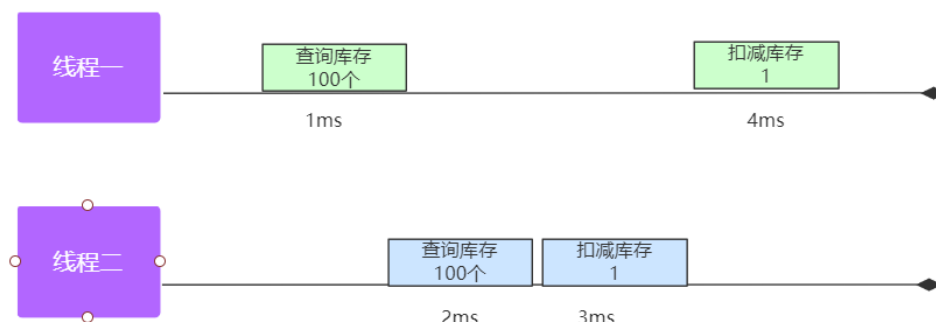 线程一
查询库存
100个
扣减库存
1
1ms
4ms
线程二
查询库存
100个
扣减库存
1
2ms
3ms